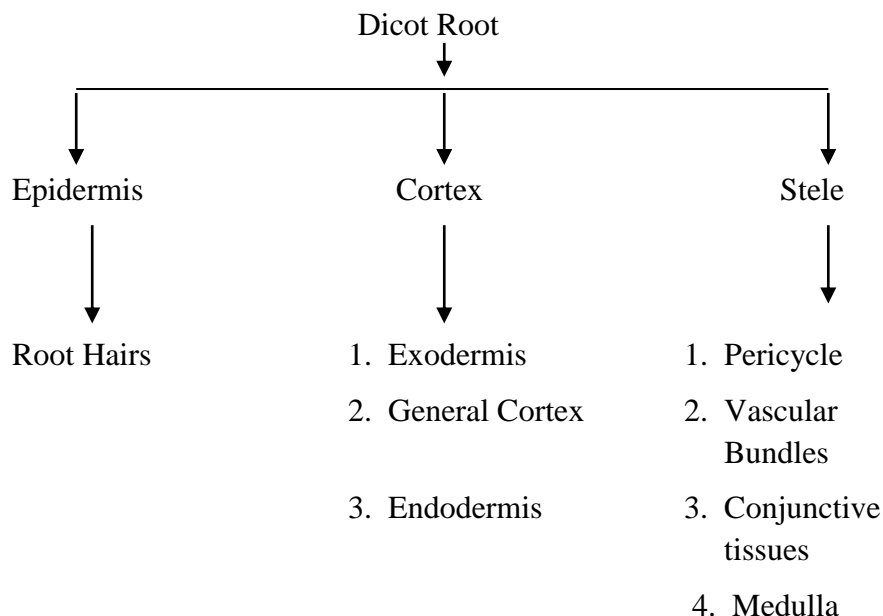 Dicot Root
Epidermis
Cortex
Stele
Root Hairs
1. Exodermis
2. General Cortex
3. Endodermis
1. Pericycle
2. Vascular
Bundles
3. Conjunctive
tissues
4. Medulla